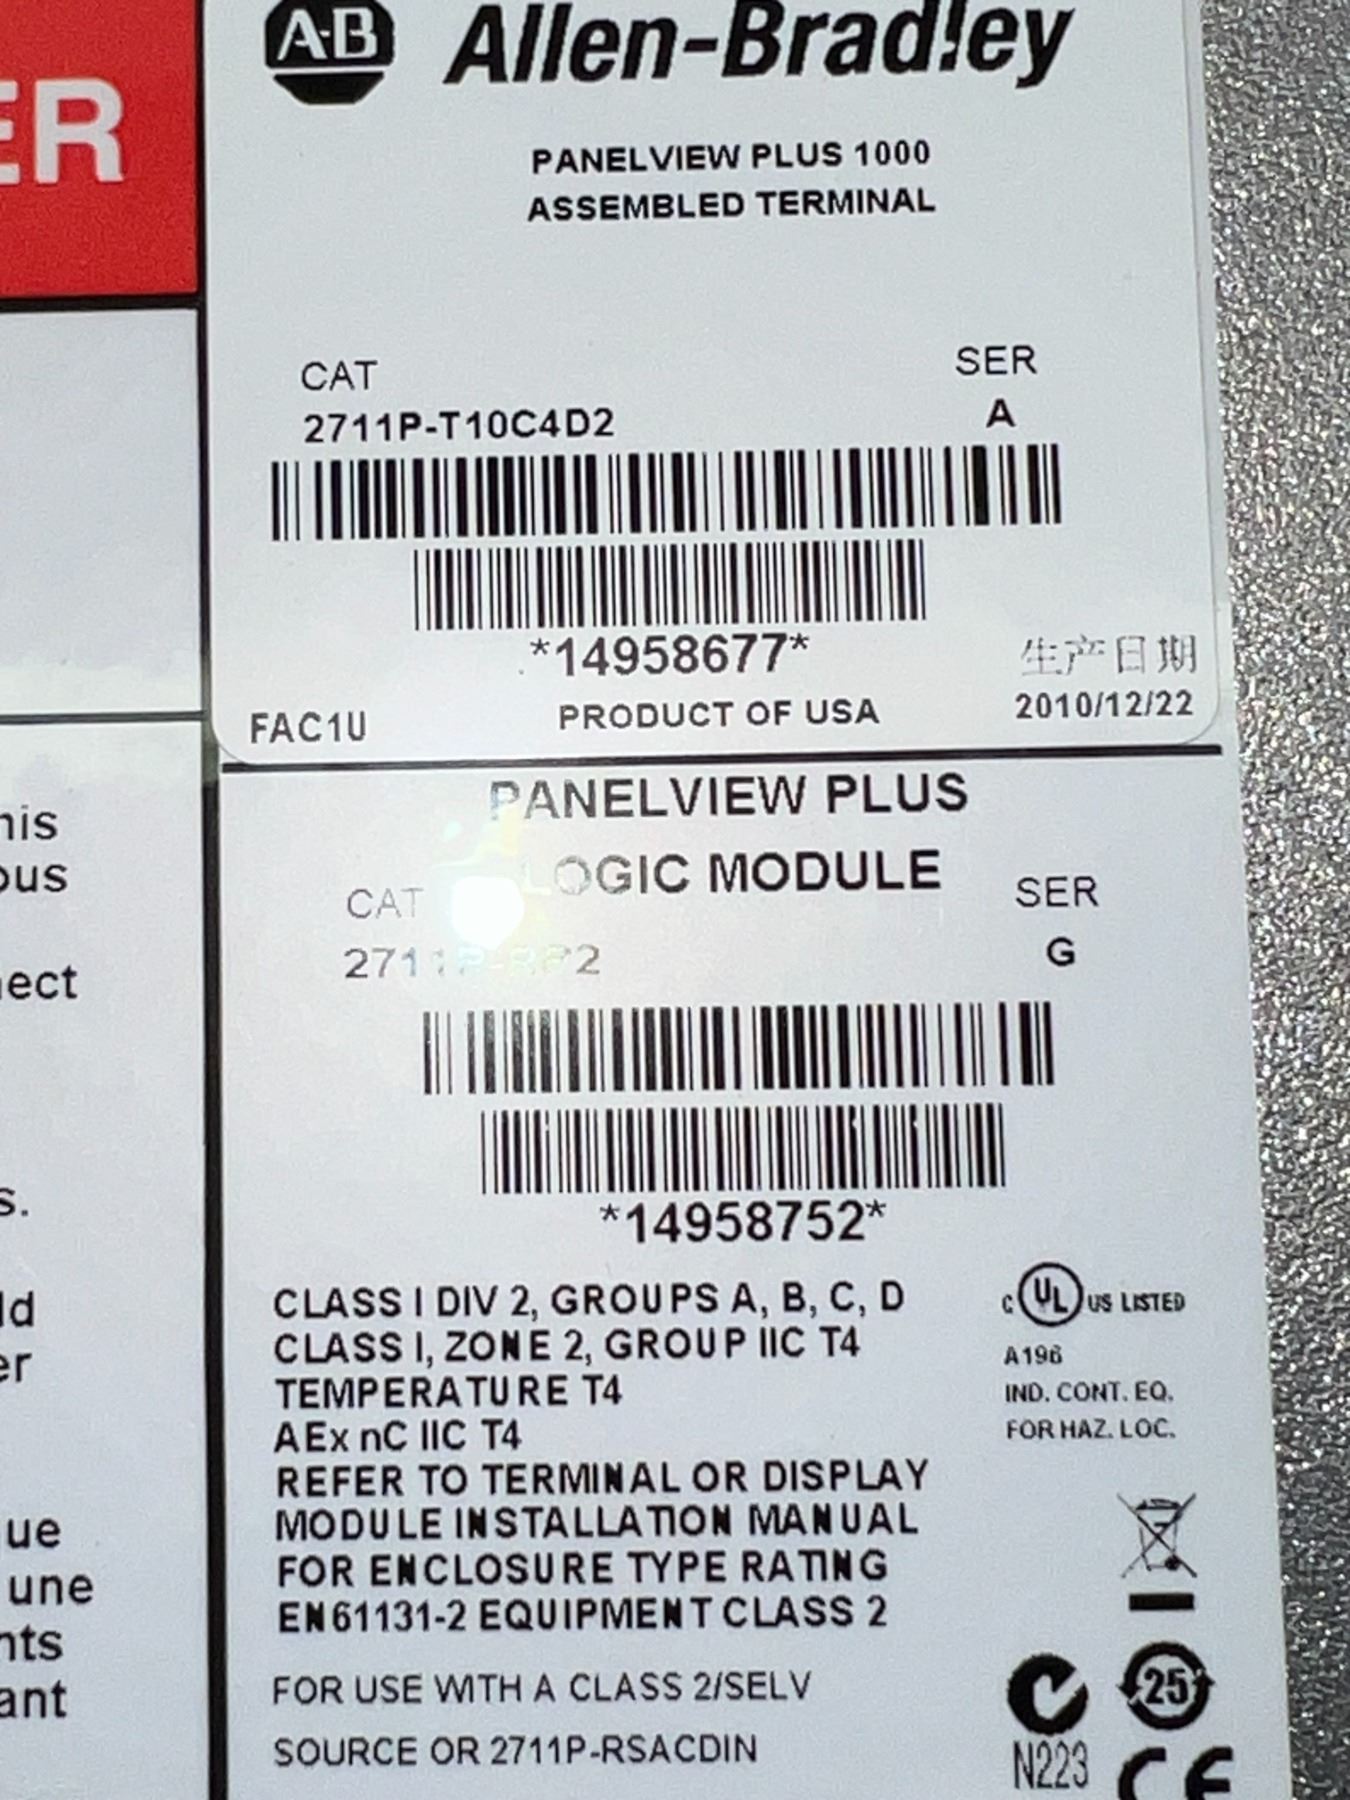 ER
A-B Allen-Bradley
PANELVIEW PLUS 1000
ASSEMBLED TERMINAL
CAT
SER
2711P-T10C4D2
A
*14958677*
生产日期
FAC1U
PRODUCT OF USA
2010/12/22
PANELVIEW PLUS
LOGIC MODULE
CAT
SER
G
*14958752*
CLASS I DIV 2, GROUPS A, B, C, D
CLASS I, ZONE 2, GROUP IIC T4
TEMPERATURE T4
AEx nC IIC T4
REFER TO TERMINAL OR DISPLAY
MODULE INSTALLATION MANUAL
FOR ENCLOSURE TYPE RATING
EN61131-2 EQUIPMENT CLASS 2
FOR USE WITH A CLASS 2/SELV
SOURCE OR 2711P-RSACDIN
c UL US LISTED
A196
IND. CONT. EQ.
FOR HAZ. LOC.
25
N223
CE
his
ous
ect
s.
ld
er
ue
une
nts
ant